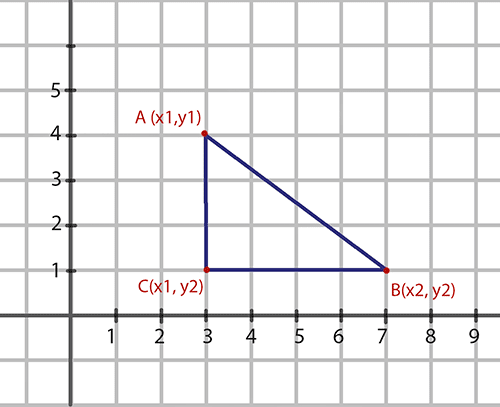 5
A (x1,y1)
4
3
2
1
C(x1, y2)
B(x2, y2)
1 2 3 4 5 6 7 8 9